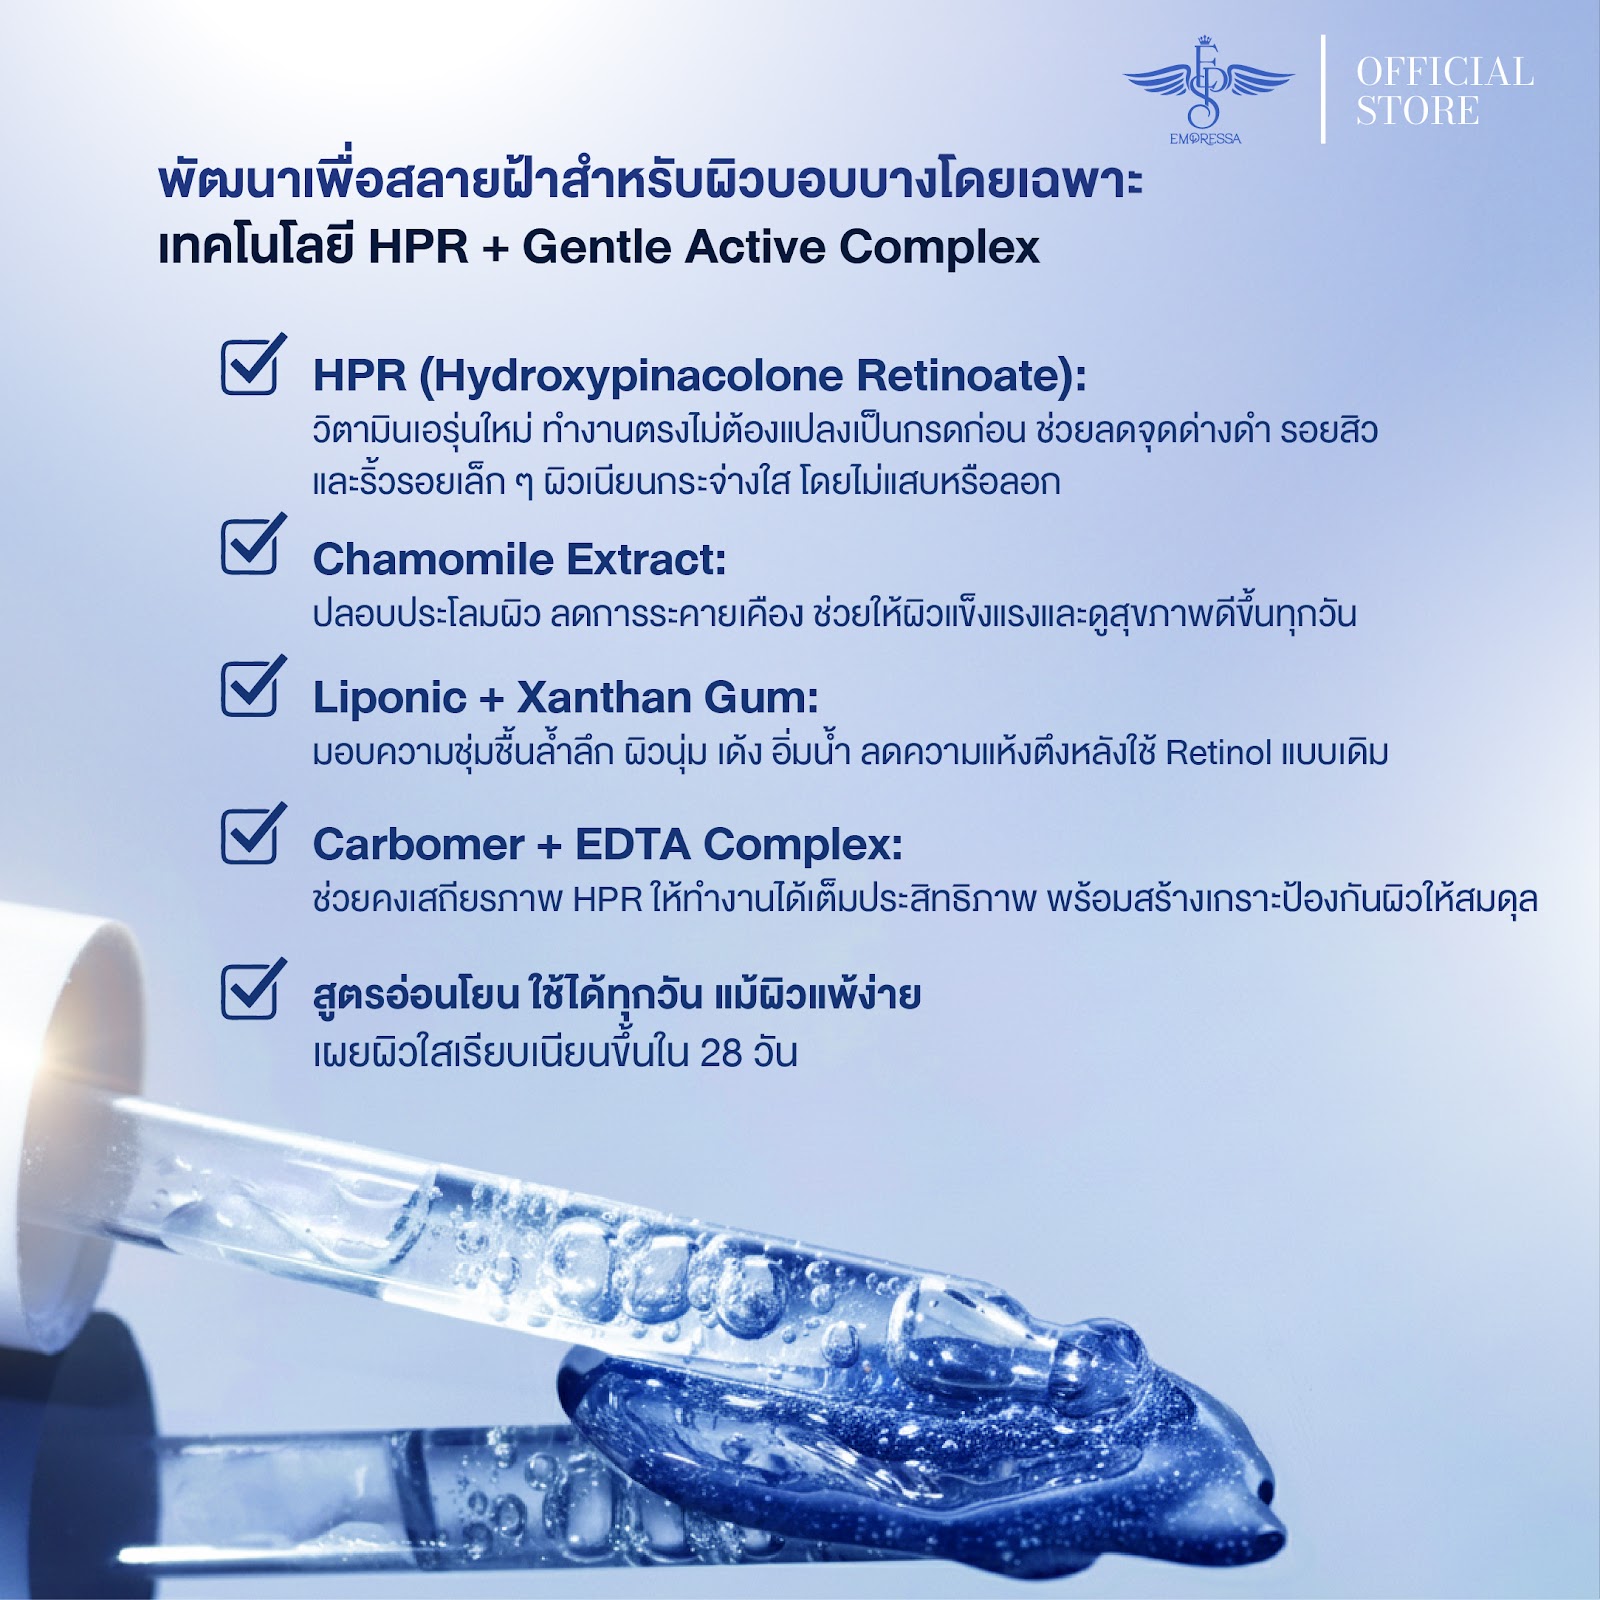 EPS
EMPRESSA
OFFICIAL
STORE
พัฒนาเพื่อสลายฝ้าสำหรับผิวบอบบางโดยเฉพาะ
เทคโนโลยี HPR + Gentle Active Complex
HPR (Hydroxypinacolone Retinoate):
วิตามินเอรุ่นใหม่ ทำงานตรงไม่ต้องแปลงเป็นกรดก่อน ช่วยลดจุดด่างดำ รอยสิว
และริ้วรอยเล็ก ๆ ผิวเนียนกระจ่างใส โดยไม่แสบหรือลอก
Chamomile Extract:
ปลอบประโลมผิว ลดการระคายเคือง ช่วยให้ผิวแข็งแรงและดูสุขภาพดีขึ้นทุกวัน
Liponic + Xanthan Gum:
มอบความชุ่มชื้นล้ำลึก ผิวนุ่ม เด้ง อิ่มน้ำ ลดความแห้งตึงหลังใช้ Retinol แบบเดิม
Carbomer + EDTA Complex:
ช่วยคงเสถียรภาพ HPR ให้ทำงานได้เต็มประสิทธิภาพ พร้อมสร้างเกราะป้องกันผิวให้สมดุล
สูตรอ่อนโยน ใช้ได้ทุกวัน แม้ผิวแพ้ง่าย
เผยผิวใสเรียบเนียนขึ้นใน 28 วัน